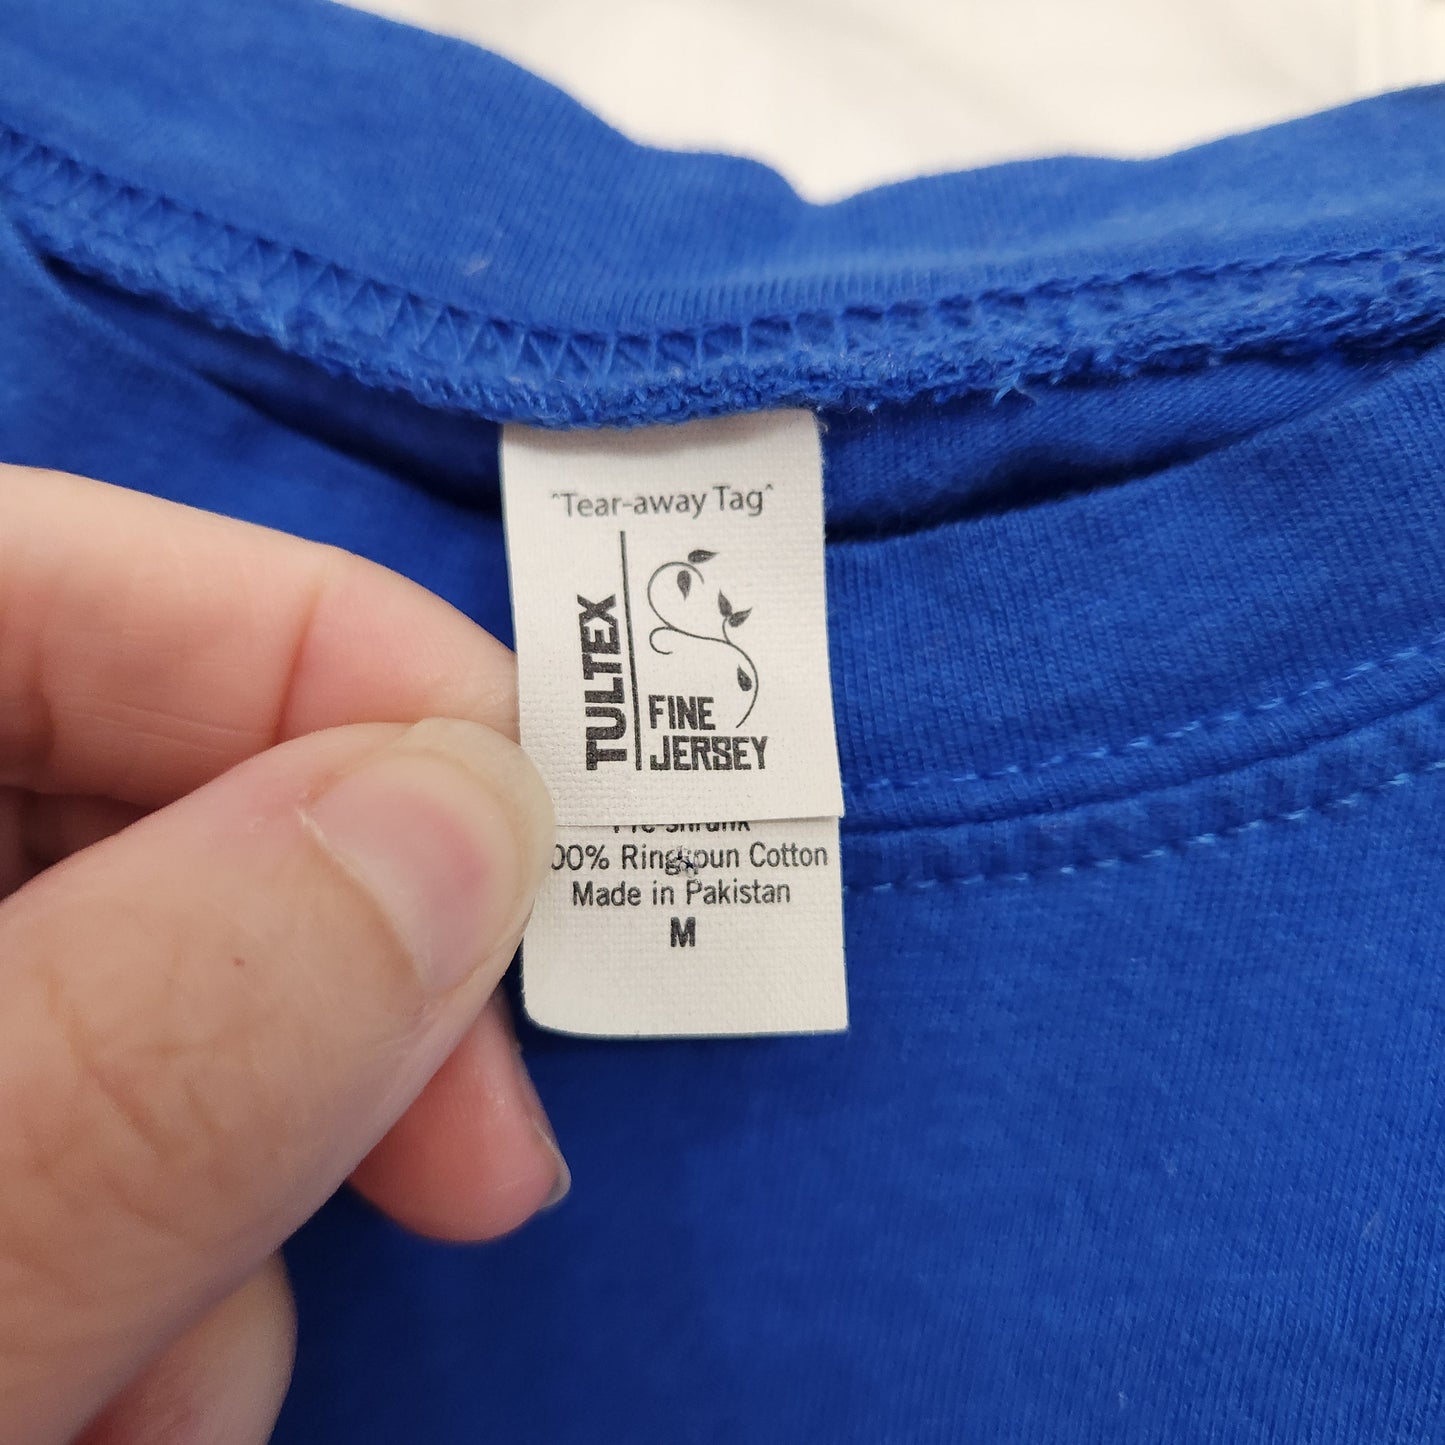 "Tear-away Tag"
TULTEX
FINE
JERSEY
00% Ringspun Cotton
Made in Pakistan
M